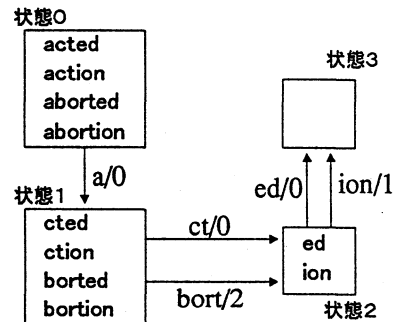 状態0
acted
action
aborted
abortion
a/0
状態1
cted
ction
borted
bortion
ct/0
bort/2
状態3
ed/0
ion/1
ed
ion
状態2